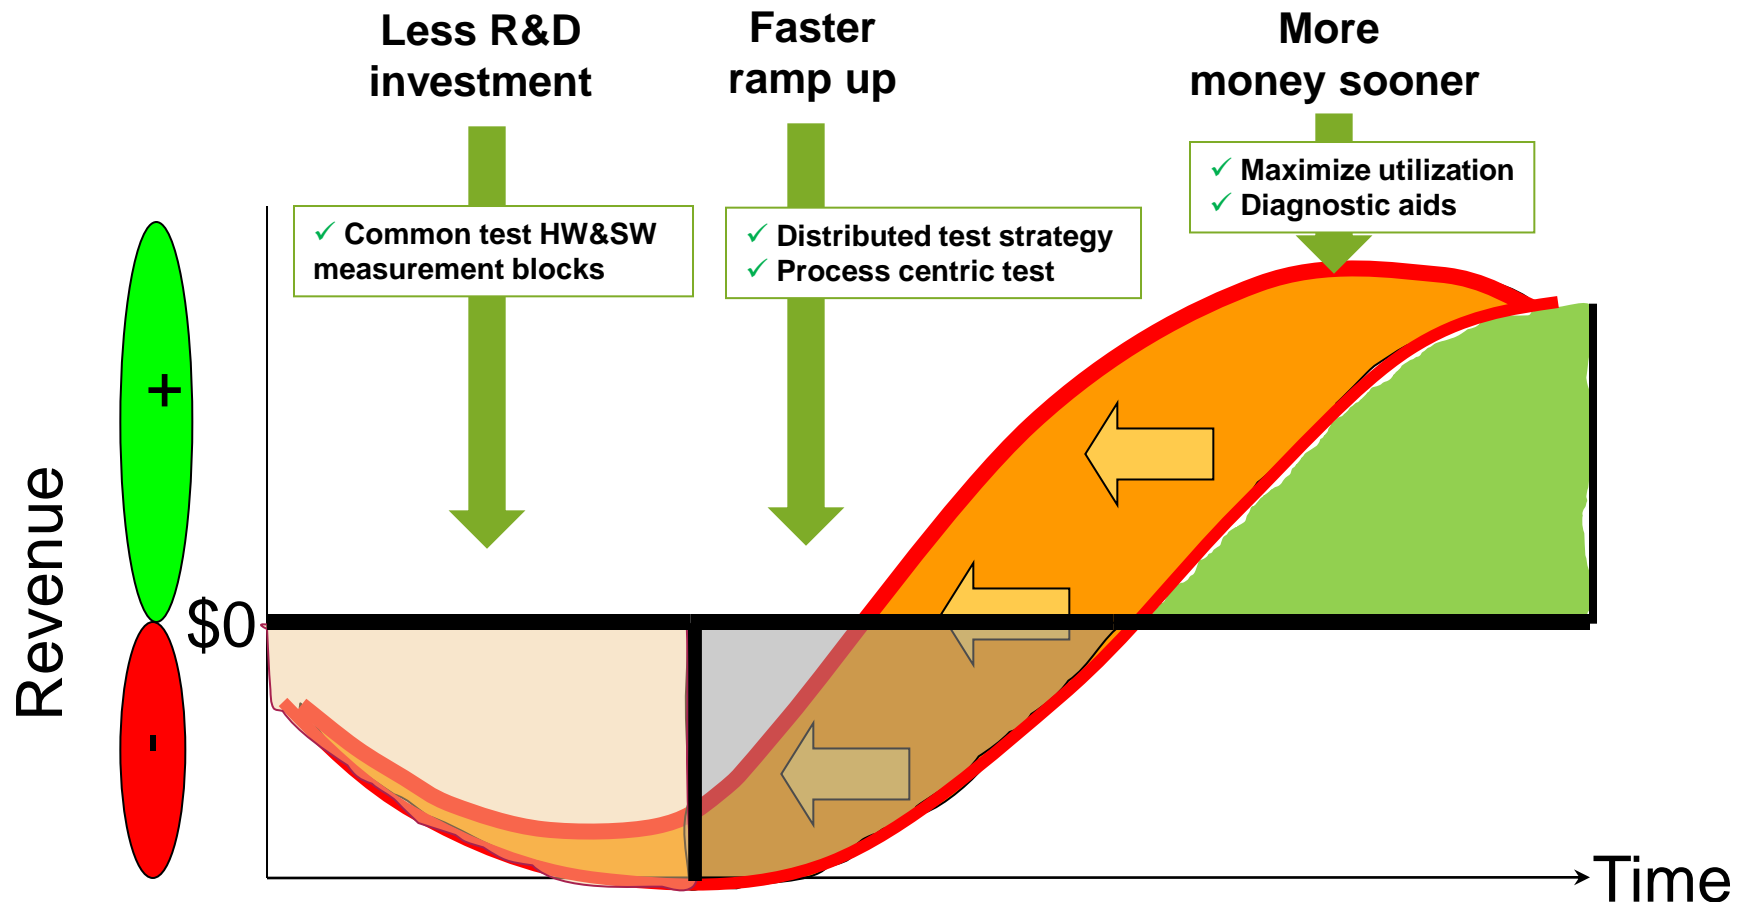 Less R&D
investment
Faster
ramp up
More
money sooner
✓ Maximize utilization
✓ Diagnostic aids
✓ Common test HW&SW
measurement blocks
✓ Distributed test strategy
✓ Process centric test
+
Revenue
$0
-
Time